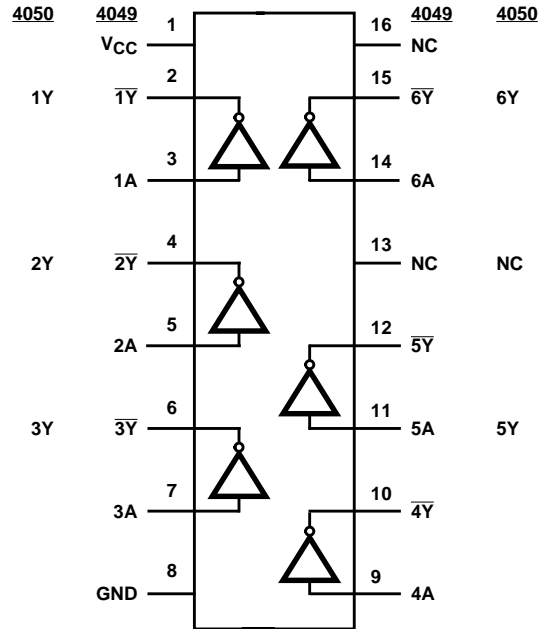 4050 4049 4049 4050
1 16
VCC NC
2 15
1Y 1Y 6Y 6Y
3 14
1A 6A
4 13
2Y 2Y NC NC
5 12
2A 5Y
6 11
3Y 3Y 5A 5Y
7 10
3A 4Y
8 9
GND 4A